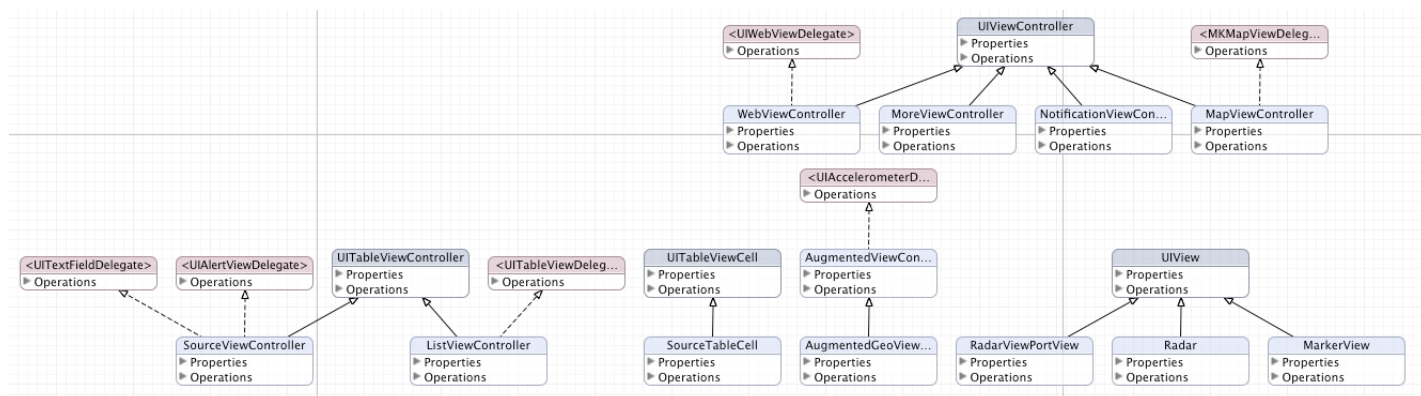 UIViewController
Properties
Operations
<UIWebViewDelegate>
Operations
<MKMapViewDeleg...
Operations
WebViewController
Properties
Operations
MoreViewController
Properties
Operations
NotificationViewCon...
Properties
Operations
MapViewController
Properties
Operations
<UIAccelerometerD...
Operations
<UITextFieldDelegate>
Operations
<UIAlertViewDelegate>
Operations
UITableViewController
Properties
Operations
<UITableViewDeleg...
Operations
UITableViewCell
Properties
Operations
AugmentedViewCon...
Properties
Operations
UIView
Properties
Operations
SourceViewController
Properties
Operations
ListViewController
Properties
Operations
SourceTableCell
Properties
Operations
AugmentedGeoView...
Properties
Operations
RadarViewPortView
Properties
Operations
Radar
Properties
Operations
MarkerView
Properties
Operations